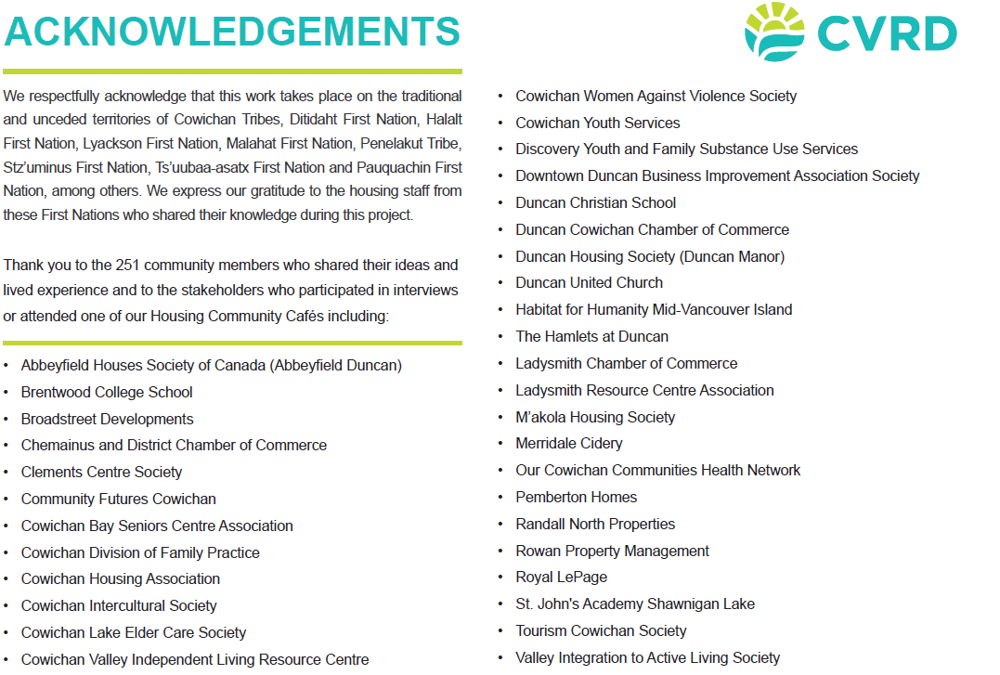 ACKNOWLEDGEMENTS
We respectfully acknowledge that this work takes place on the traditional
and unceded territories of Cowichan Tribes, Ditidaht First Nation, Halalt
First Nation, Lyackson First Nation, Malahat First Nation, Penelakut Tribe,
Stz’uminus First Nation, Ts’uubaa-asatx First Nation and Pauquachin First
Nation, among others. We express our gratitude to the housing staff from
these First Nations who shared their knowledge during this project.
Thank you to the 251 community members who shared their ideas and
lived experience and to the stakeholders who participated in interviews
or attended one of our Housing Community Cafés including:
• Abbeyfield Houses Society of Canada (Abbeyfield Duncan)
• Brentwood College School
• Broadstreet Developments
• Chemainus and District Chamber of Commerce
• Clements Centre Society
• Community Futures Cowichan
• Cowichan Bay Seniors Centre Association
• Cowichan Division of Family Practice
• Cowichan Housing Association
• Cowichan Intercultural Society
• Cowichan Lake Elder Care Society
• Cowichan Valley Independent Living Resource Centre
CVRD
• Cowichan Women Against Violence Society
• Cowichan Youth Services
• Discovery Youth and Family Substance Use Services
• Downtown Duncan Business Improvement Association Society
• Duncan Christian School
• Duncan Cowichan Chamber of Commerce
• Duncan Housing Society (Duncan Manor)
• Duncan United Church
• Habitat for Humanity Mid-Vancouver Island
• The Hamlets at Duncan
• Ladysmith Chamber of Commerce
• Ladysmith Resource Centre Association
• M’akola Housing Society
• Merridale Cidery
• Our Cowichan Communities Health Network
• Pemberton Homes
• Randall North Properties
• Rowan Property Management
• Royal LePage
• St. John's Academy Shawnigan Lake
• Tourism Cowichan Society
• Valley Integration to Active Living Society